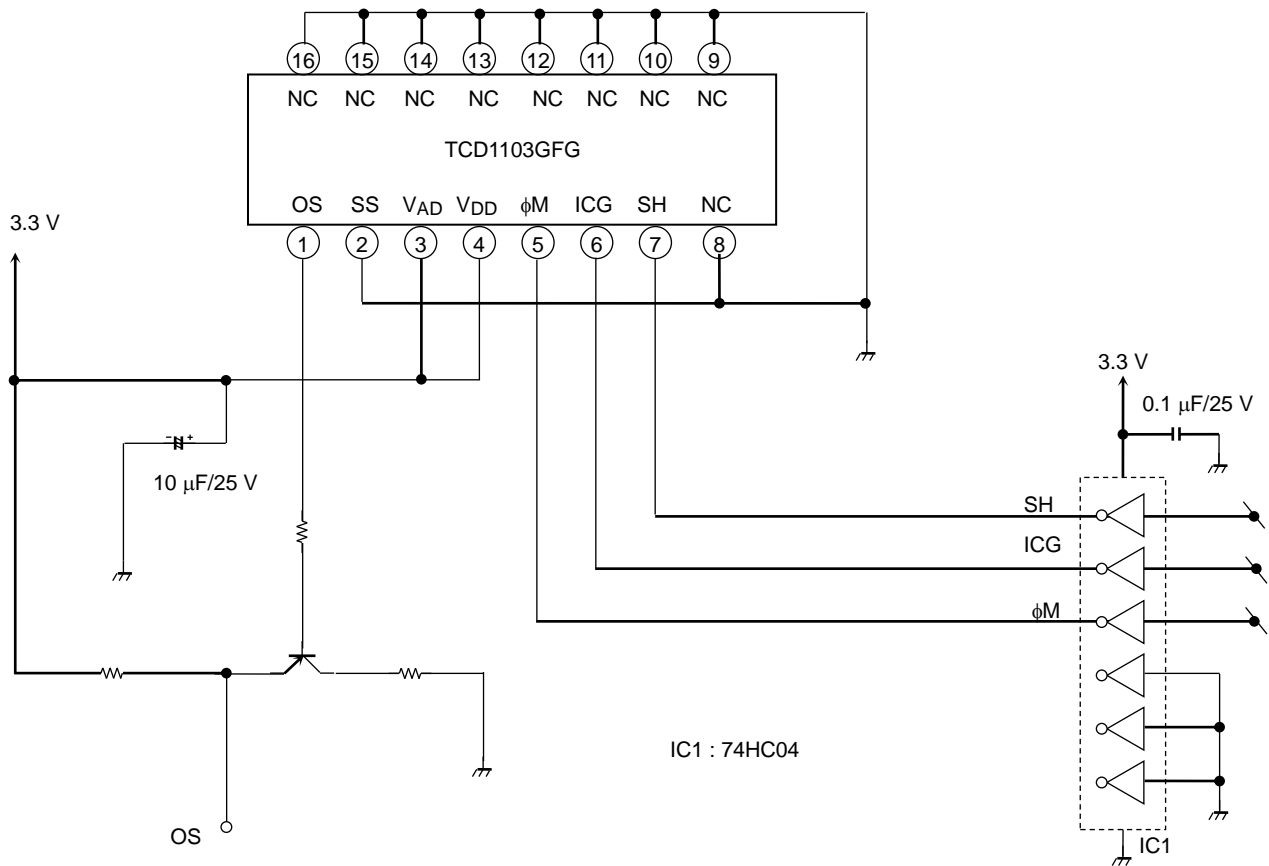 16 15 14 13 12 11 10 9
NC NC NC NC NC NC NC NC
TCD1103GFG
OS SS VAD VDD ϕM ICG SH NC
1 2 3 4 5 6 7 8
3.3 V
3.3 V
0.1 μF/25 V
- +
10 μF/25 V
SH
ICG
ϕM
IC1 : 74HC04
OS
IC1